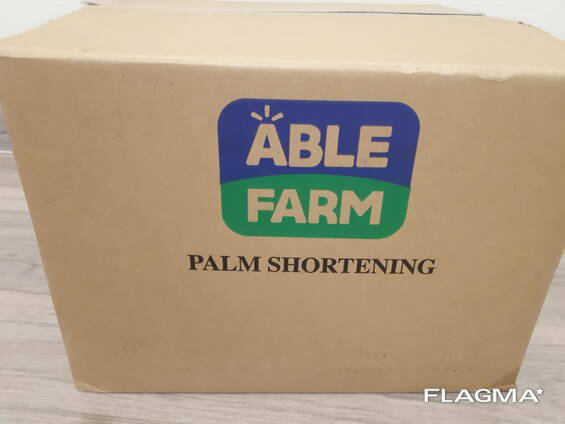 ABLE
FARM
PALM SHORTENING
FLAGMA*